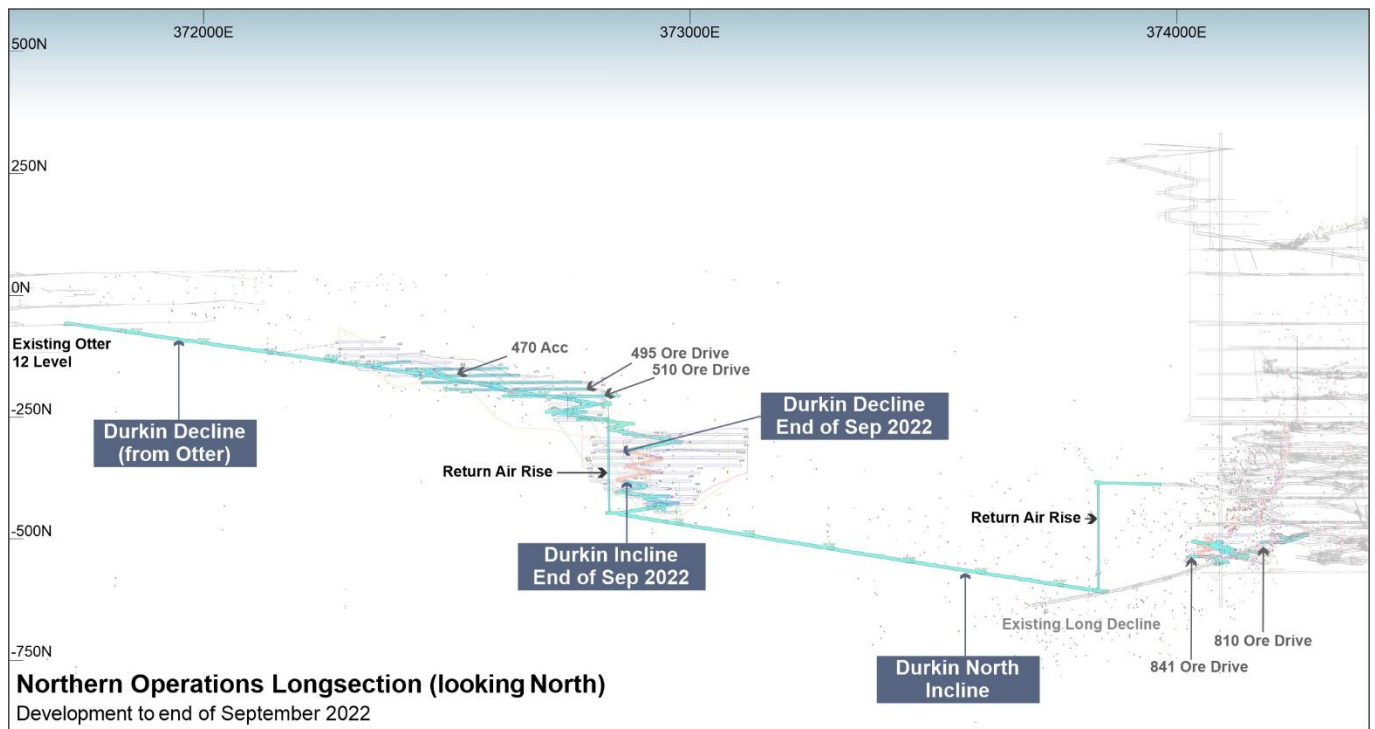 372000E
373000E
374000E
500N
250N
0N
Existing Otter
12 Level
470 Acc
495 Ore Drive
510 Ore Drive
-250N
Durkin Decline
(from Otter)
Durkin Decline
End of Sep 2022
Return Air Rise
-500N
Return Air Rise
Durkin Incline
End of Sep 2022
Existing Long Decline
810 Ore Drive
841 Ore Drive
-750N
Durkin North
Incline
Northern Operations Longsection (looking North)
Development to end of September 2022